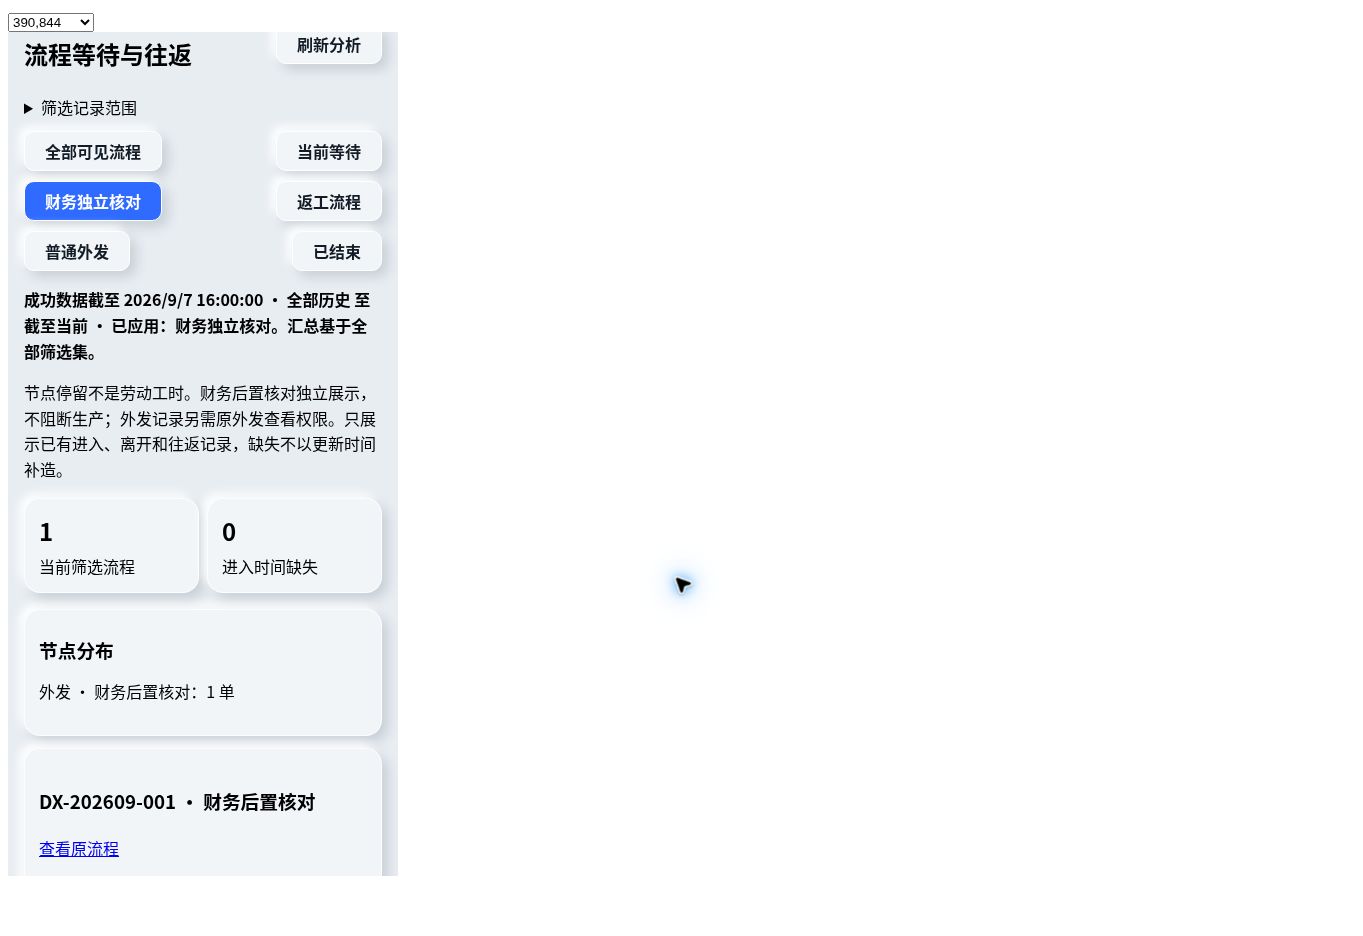 390,844
流程等待与往返
刷新分析
筛选记录范围
全部可见流程
当前等待
财务独立核对
返工流程
普通外发
已结束
成功数据截至 2026/9/7 16:00:00 · 全部历史 至
截至当前 · 已应用：财务独立核对。汇总基于全
部筛选集。
节点停留不是劳动工时。财务后置核对独立展示，
不阻断生产；外发记录另需原外发查看权限。只展
示已有进入、离开和往返记录，缺失不以更新时间
补造。
1
当前筛选流程
0
进入时间缺失
节点分布
外发 · 财务后置核对：1 单
DX-202609-001 · 财务后置核对
查看原流程